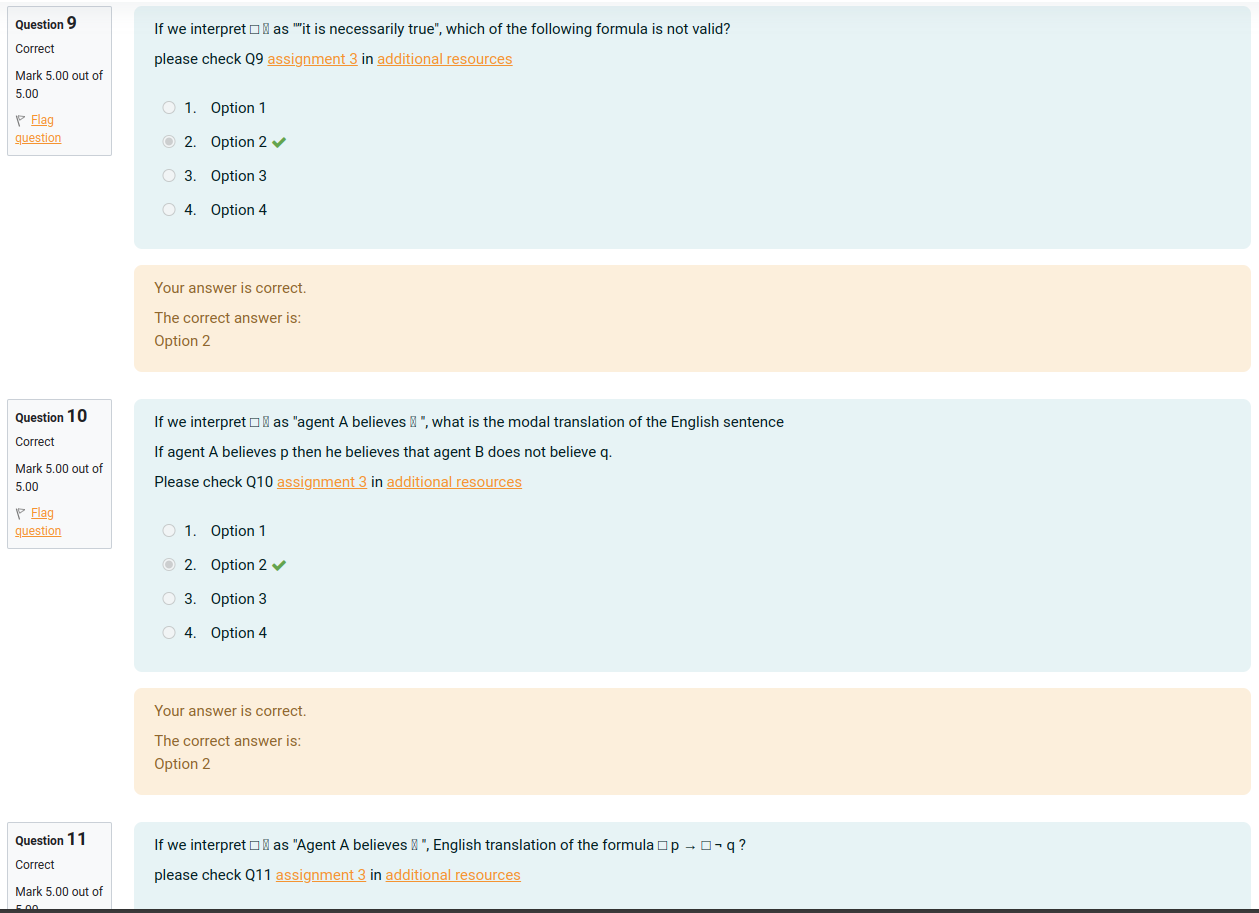 Question 9
Correct
Mark 5.00 out of
5.00
Flag
question
If we interpret □ as "”it is necessarily true", which of the following formula is not valid?
please check Q9 assignment 3 in additional resources
1. Option 1
2. Option 2
3. Option 3
4. Option 4
Your answer is correct.
The correct answer is:
Option 2
Question 10
Correct
Mark 5.00 out of
5.00
Flag
question
If we interpret □ as "agent A believes ", what is the modal translation of the English sentence
If agent A believes p then he believes that agent B does not believe q.
Please check Q10 assignment 3 in additional resources
1. Option 1
2. Option 2
3. Option 3
4. Option 4
Your answer is correct.
The correct answer is:
Option 2
Question 11
Correct
Mark 5.00 out of
5.00
If we interpret □ as "Agent A believes ", English translation of the formula □ p → □ ¬ q ?
please check Q11 assignment 3 in additional resources